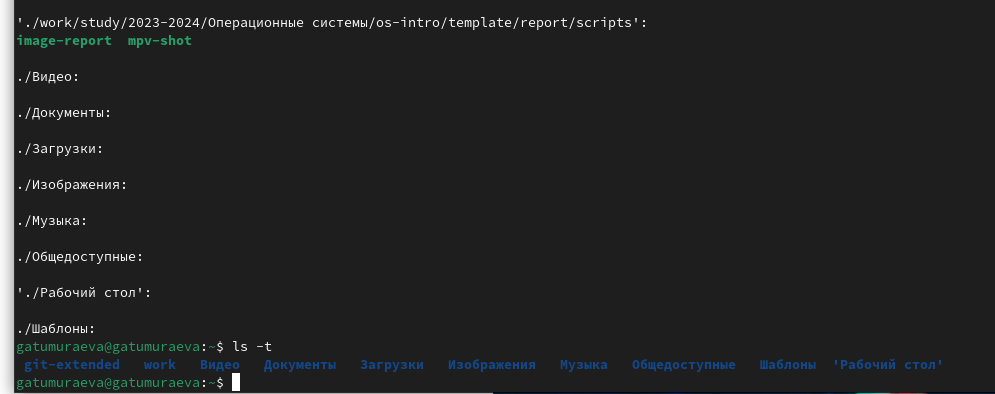 './work/study/2023-2024/Операционные системы/os-intro/template/report/scripts':
image-report  mpv-shot
./Видео:
./Документы:
./Загрузки:
./Изображения:
./Музыка:
./Общедоступные:
'./Рабочий стол':
./Шаблоны:
gatumuraeva@gatumuraeva:~$ ls -t
git-extended   work   Видео   Документы   Загрузки   Изображения   Музыка   Общедоступные   Шаблоны  'Рабочий стол'
gatumuraeva@gatumuraeva:~$